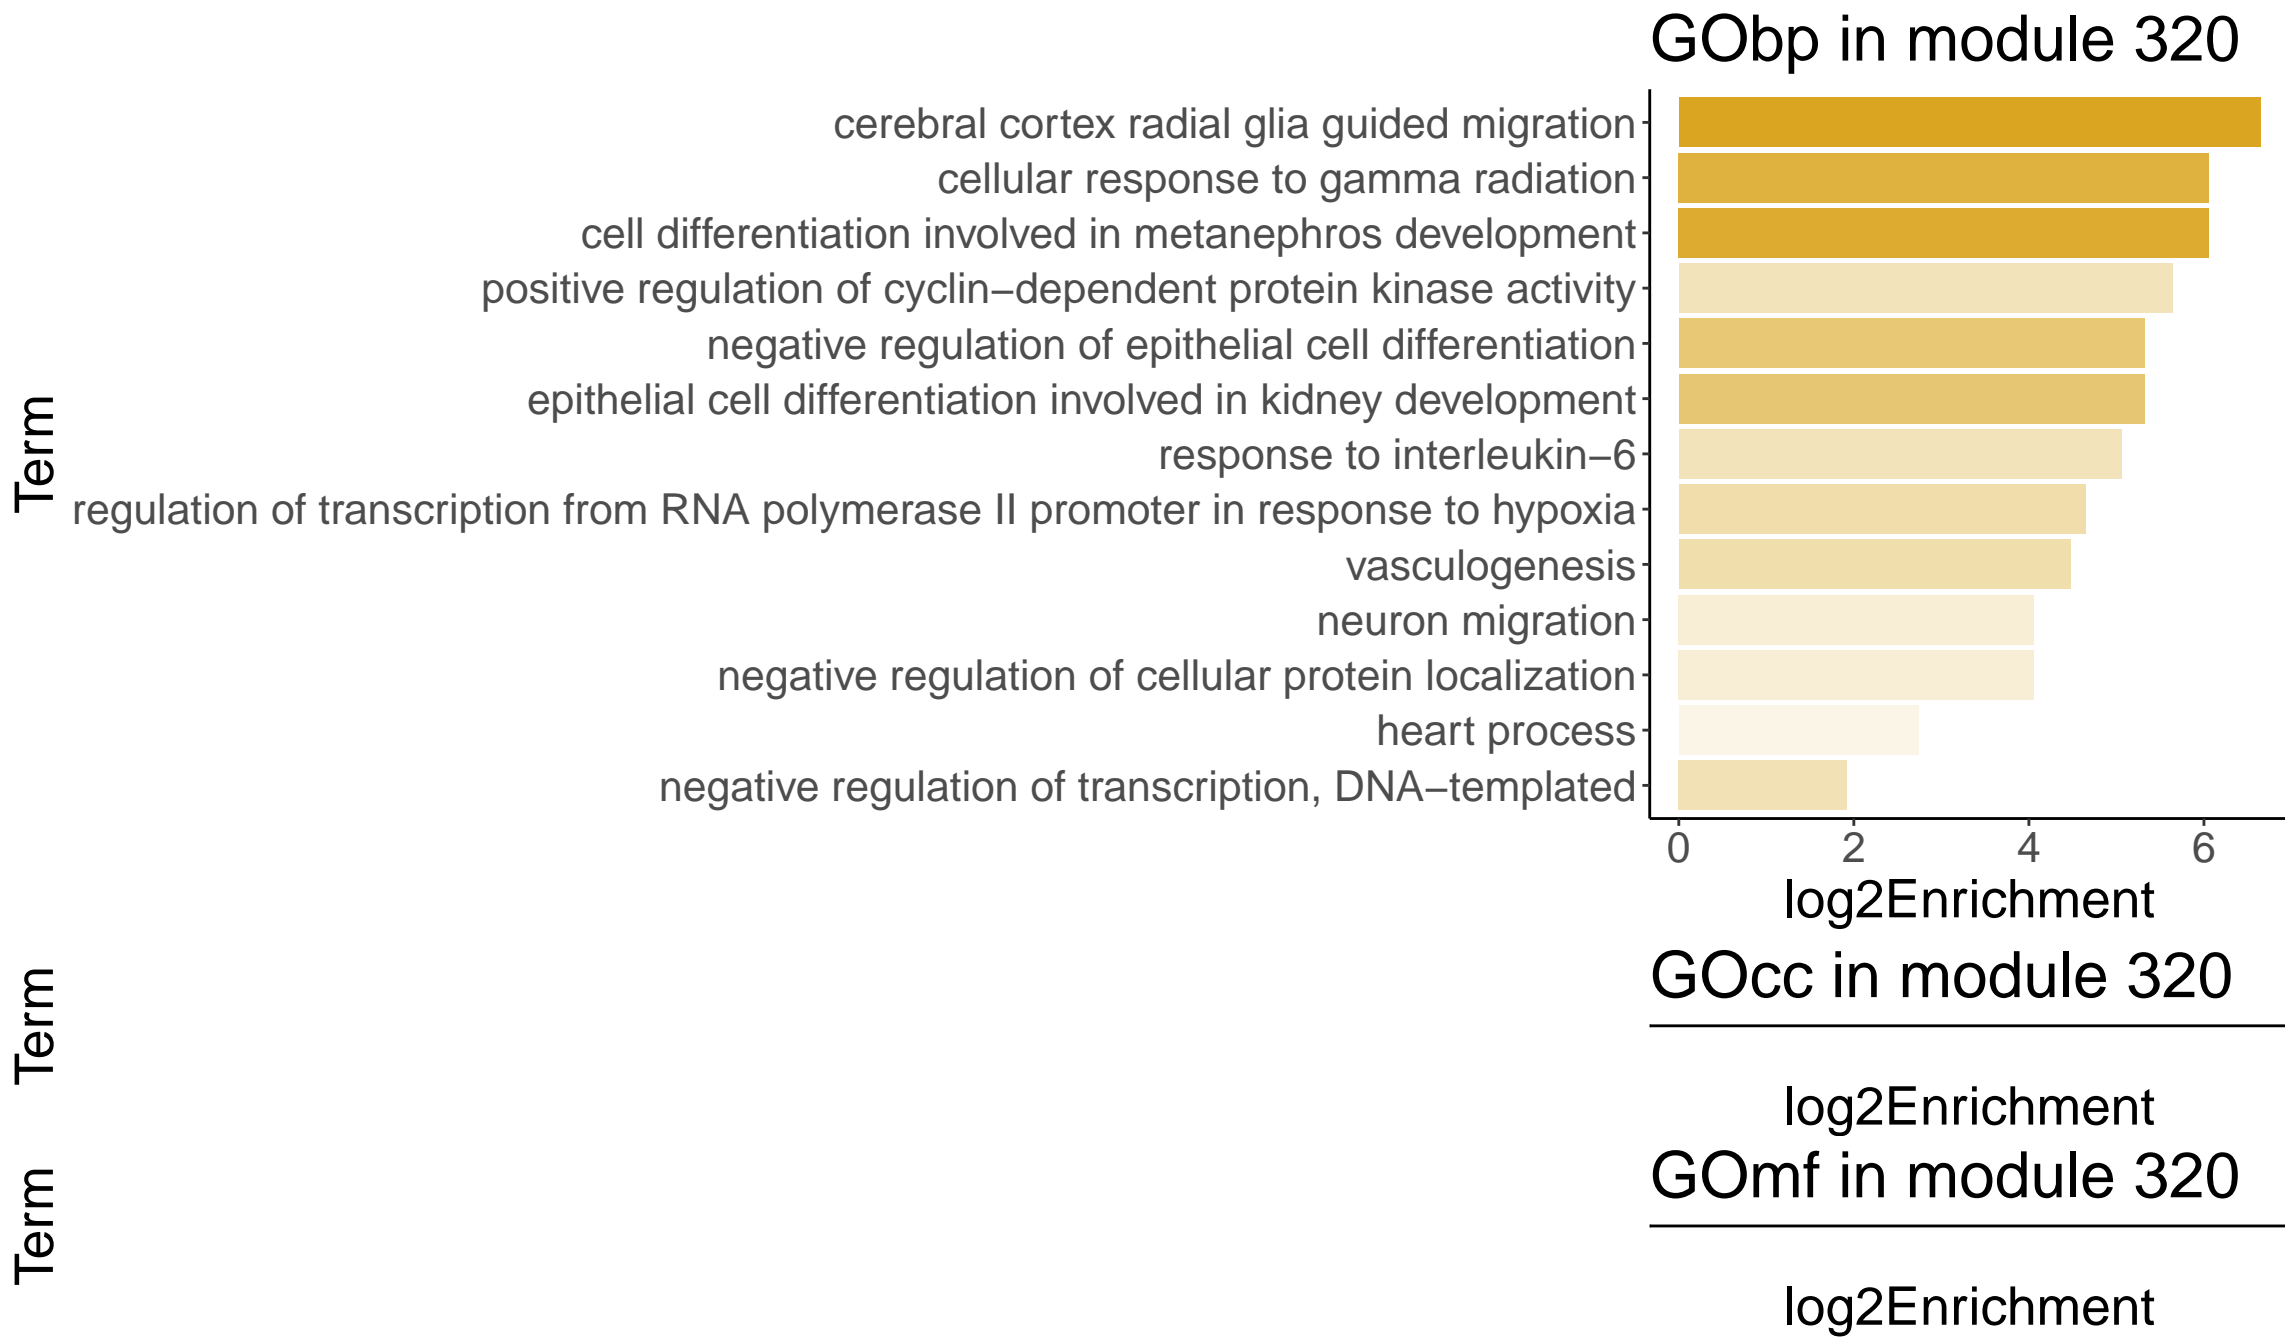 GObp in module 320
Term
cerebral cortex radial glia guided migration
cellular response to gamma radiation
cell differentiation involved in metanephros development
positive regulation of cyclin−dependent protein kinase activity
negative regulation of epithelial cell differentiation
epithelial cell differentiation involved in kidney development
response to interleukin−6
regulation of transcription from RNA polymerase II promoter in response to hypoxia
vasculogenesis
neuron migration
negative regulation of cellular protein localization
heart process
negative regulation of transcription, DNA−templated
0 2 4 6
log2Enrichment
GOcc in module 320
Term
log2Enrichment
GOmf in module 320
Term
log2Enrichment